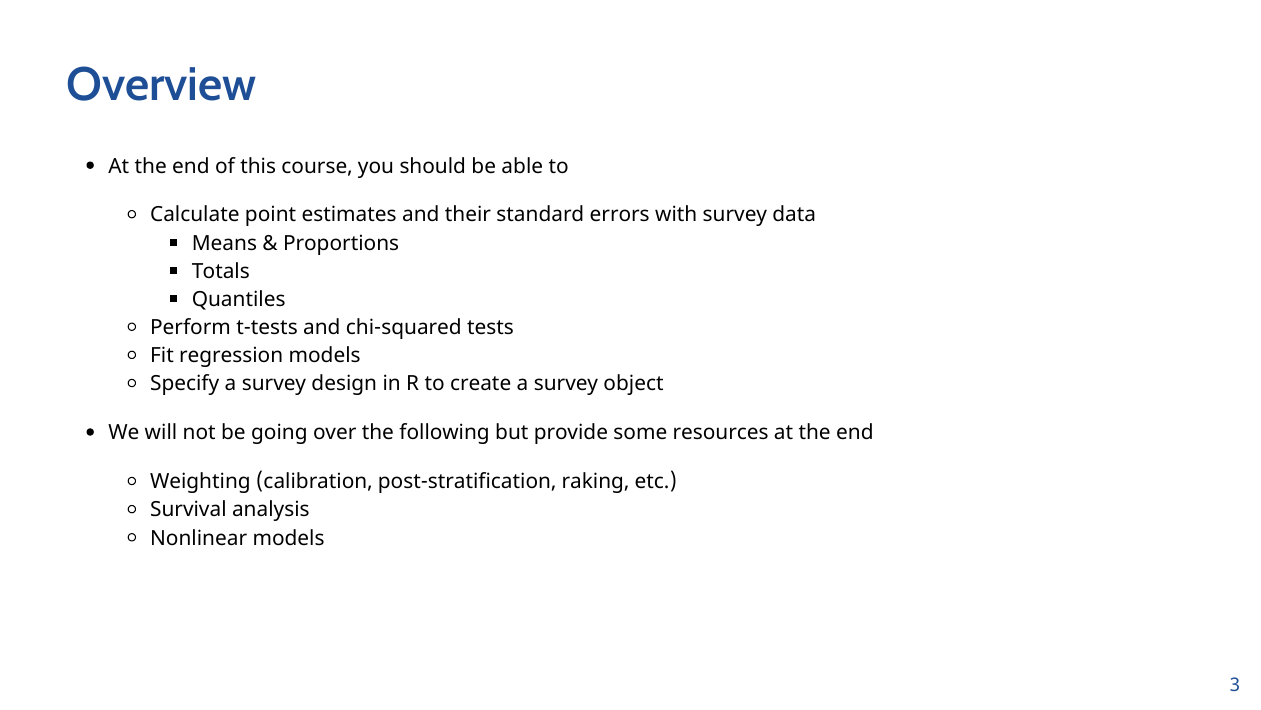 Overview
At the end of this course, you should be able to
Calculate point estimates and their standard errors with survey data
Means & Proportions
Totals
Quantiles
Perform t-tests and chi-squared tests
Fit regression models
Specify a survey design in R to create a survey object
We will not be going over the following but provide some resources at the end
Weighting (calibration, post-stratification, raking, etc.)
Survival analysis
Nonlinear models
3